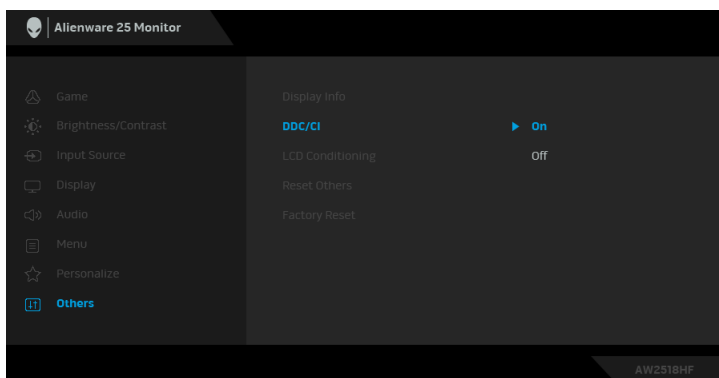 Alienware 25 Monitor
Game
Display Info
Brightness/Contrast
DDC/CI
On
Input Source
LCD Conditioning
Off
Display
Reset Others
Audio
Factory Reset
Menu
Personalize
Others
AW2518HF